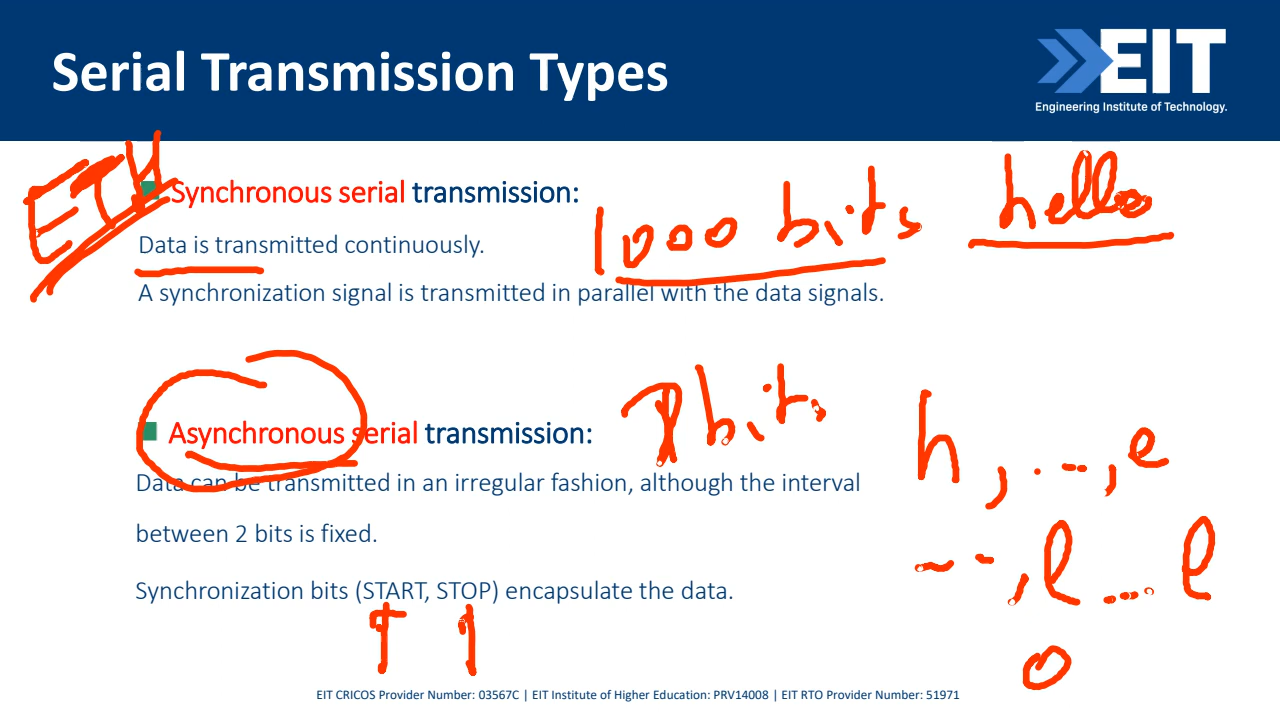 Serial Transmission Types
EIT
Engineering Institute of Technology.
ETH
Synchronous serial transmission:
1000 bits
hello
Data is transmitted continuously.
A synchronization signal is transmitted in parallel with the data signals.
Asynchronous serial transmission:
bits
h, . -- , e
Data can be transmitted in an irregular fashion, although the interval
between 2 bits is fixed.
-- , l ... l
Synchronization bits (START, STOP) encapsulate the data.
o
EIT CRICOS Provider Number: 03567C | EIT Institute of Higher Education: PRV14008 | EIT RTO Provider Number: 51971